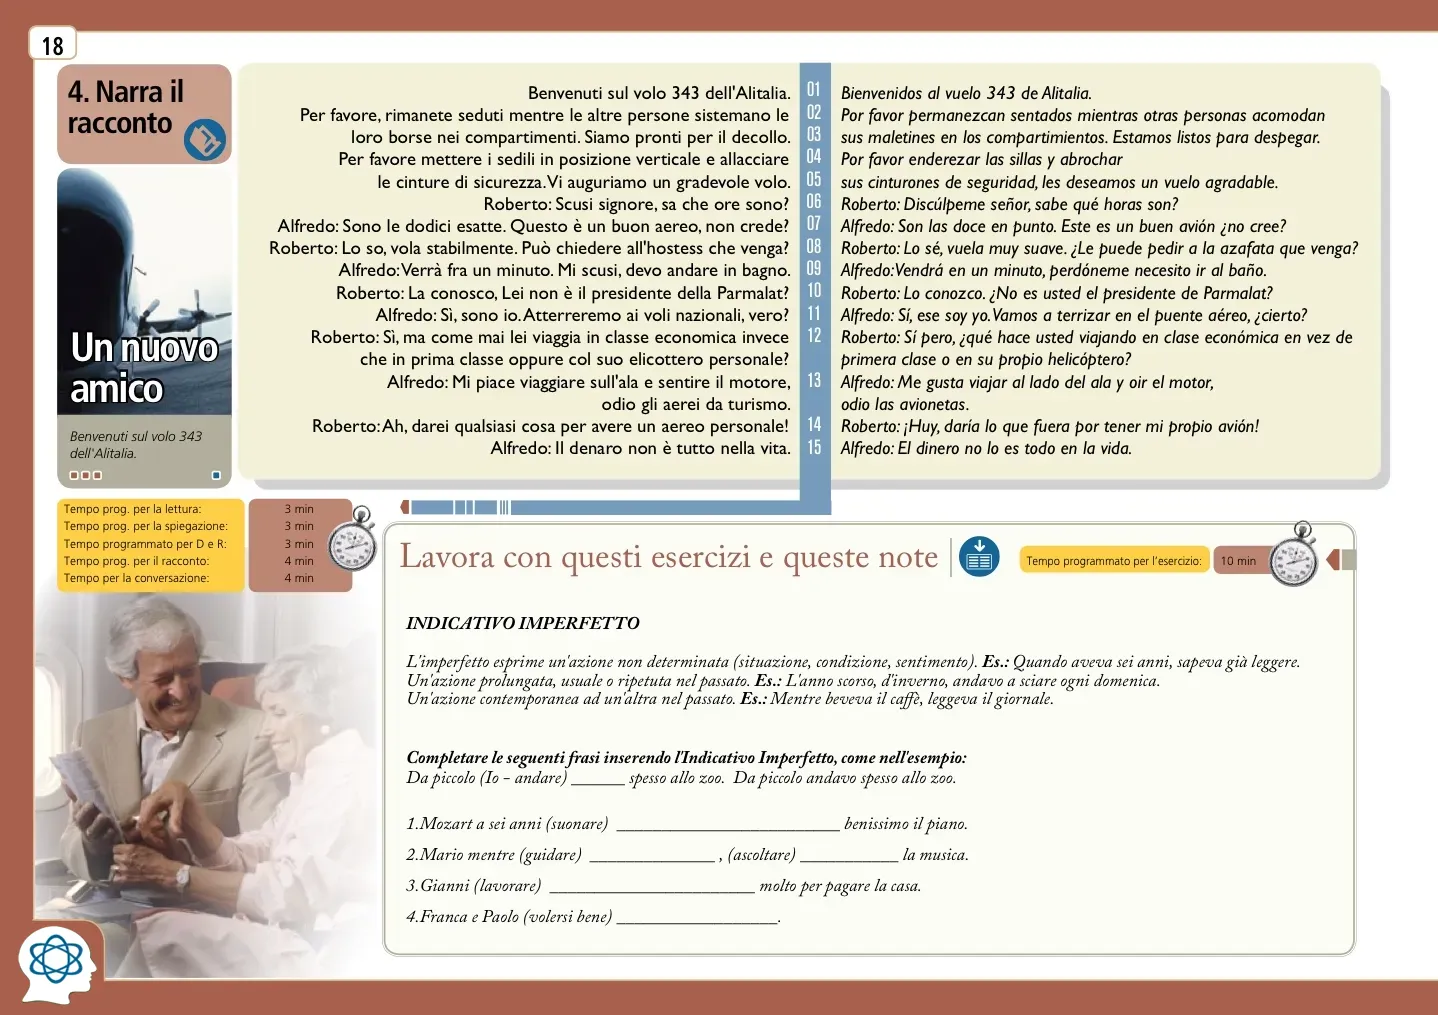 18
4. Narra il
racconto
Un nuovo
amico
Benvenuti sul volo 343
dell'Alitalia.
Benvenuti sul volo 343 dell'Alitalia.
Per favore, rimanete seduti mentre le altre persone sistemano le
loro borse nei compartimenti. Siamo pronti per il decollo.
Per favore mettere i sedili in posizione verticale e allacciare
le cinture di sicurezza. Vi auguriamo un gradevole volo.
Roberto: Scusi signore, sa che ore sono?
Alfredo: Sono le dodici esatte. Questo è un buon aereo, non crede?
Roberto: Lo so, vola stabilmente. Può chiedere all'hostess che venga?
Alfredo: Verrà fra un minuto. Mi scusi, devo andare in bagno.
Roberto: La conosco, Lei non è il presidente della Parmalat?
Alfredo: Sì, sono io. Atterreremo ai voli nazionali, vero?
Roberto: Sì, ma come mai lei viaggia in classe economica invece
che in prima classe oppure col suo elicottero personale?
Alfredo: Mi piace viaggiare sull'ala e sentire il motore,
odio gli aerei da turismo.
Roberto: Ah, darei qualsiasi cosa per avere un aereo personale!
Alfredo: Il denaro non è tutto nella vita.
01
02
03
04
05
06
07
08
09
10
11
12
13
14
15
Bienvenidos al vuelo 343 de Alitalia.
Por favor permanezcan sentados mientras otras personas acomodan
sus maletines en los compartimientos. Estamos listos para despegar.
Por favor enderezar las sillas y abrochar
sus cinturones de seguridad, les deseamos un vuelo agradable.
Roberto: Discúlpeme señor, sabe qué horas son?
Alfredo: Son las doce en punto. Este es un buen avión ¿no cree?
Roberto: Lo sé, vuela muy suave. ¿Le puede pedir a la azafata que venga?
Alfredo: Vendrá en un minuto, perdóneme necesito ir al baño.
Roberto: Lo conozco. ¿No es usted el presidente de Parmalat?
Alfredo: Sí, ese soy yo. Vamos a terrizar en el puente aéreo, ¿cierto?
Roberto: Sí pero, ¿qué hace usted viajando en clase económica en vez de
primera clase o en su propio helicóptero?
Alfredo: Me gusta viajar al lado del ala y oir el motor,
odio las avionetas.
Roberto: ¡Huy, daría lo que fuera por tener mi propio avión!
Alfredo: El dinero no lo es todo en la vida.
Tempo prog. per la lettura: 3 min
Tempo prog. per la spiegazione: 3 min
Tempo programmato per D e R: 3 min
Tempo prog. per il racconto: 4 min
Tempo per la conversazione: 4 min
Lavora con questi esercizi e queste note
Tempo programmato per l'esercizio: 10 min
INDICATIVO IMPERFETTO
L'imperfetto esprime un'azione non determinata (situazione, condizione, sentimento). Es.: Quando aveva sei anni, sapeva già leggere.
Un'azione prolungata, usuale o ripetuta nel passato. Es.: L'anno scorso, d'inverno, andavo a sciare ogni domenica.
Un'azione contemporanea ad un'altra nel passato. Es.: Mentre beveva il caffè, leggeva il giornale.
Completare le seguenti frasi inserendo l'Indicativo Imperfetto, come nell'esempio:
Da piccolo (Io - andare) ______ spesso allo zoo. Da piccolo andavo spesso allo zoo.
1.Mozart a sei anni (suonare) _________________________ benissimo il piano.
2.Mario mentre (guidare) ______________ , (ascoltare) ___________ la musica.
3.Gianni (lavorare) _______________________ molto per pagare la casa.
4.Franca e Paolo (volersi bene) __________________.